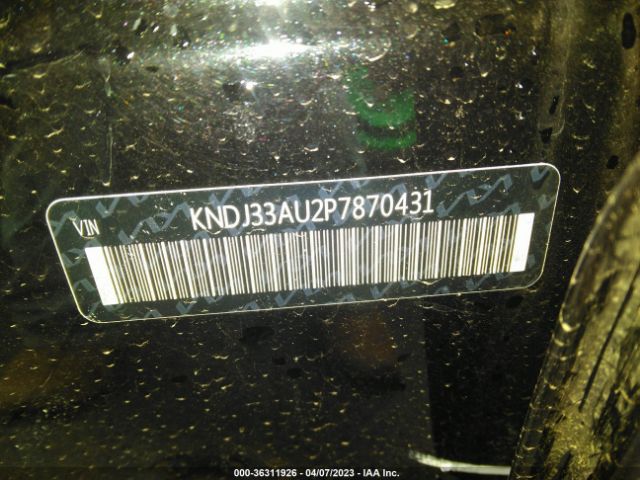 VIN
KNDJ33AU2P7870431
000-36311926 - 04/07/2023 - IAA Inc.